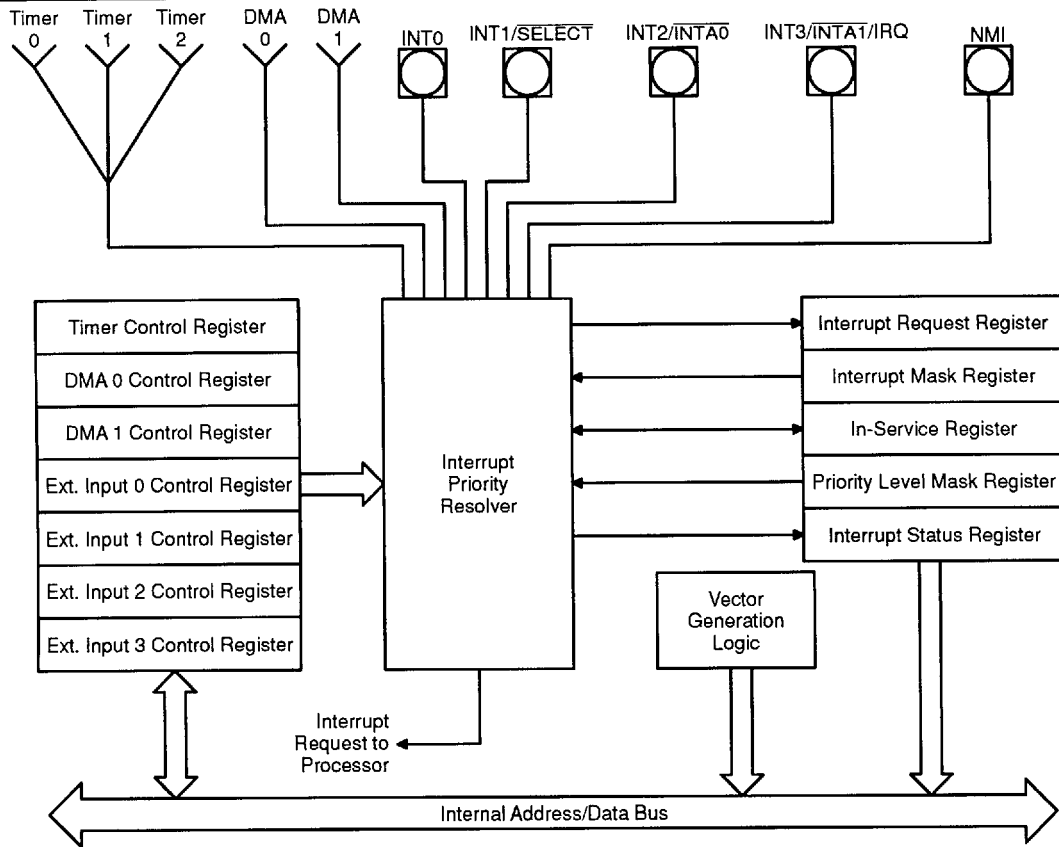 Timer 0
Timer 1
Timer 2
DMA 0
DMA 1
INT0
INT1/S̅E̅L̅E̅C̅T̅
INT2/I̅N̅T̅A̅0̅
INT3/I̅N̅T̅A̅1̅/IRQ
NMI
Timer Control Register
DMA 0 Control Register
DMA 1 Control Register
Ext. Input 0 Control Register
Ext. Input 1 Control Register
Ext. Input 2 Control Register
Ext. Input 3 Control Register
Interrupt
Priority
Resolver
Interrupt Request Register
Interrupt Mask Register
In-Service Register
Priority Level Mask Register
Interrupt Status Register
Vector
Generation
Logic
Interrupt
Request to
Processor
Internal Address/Data Bus